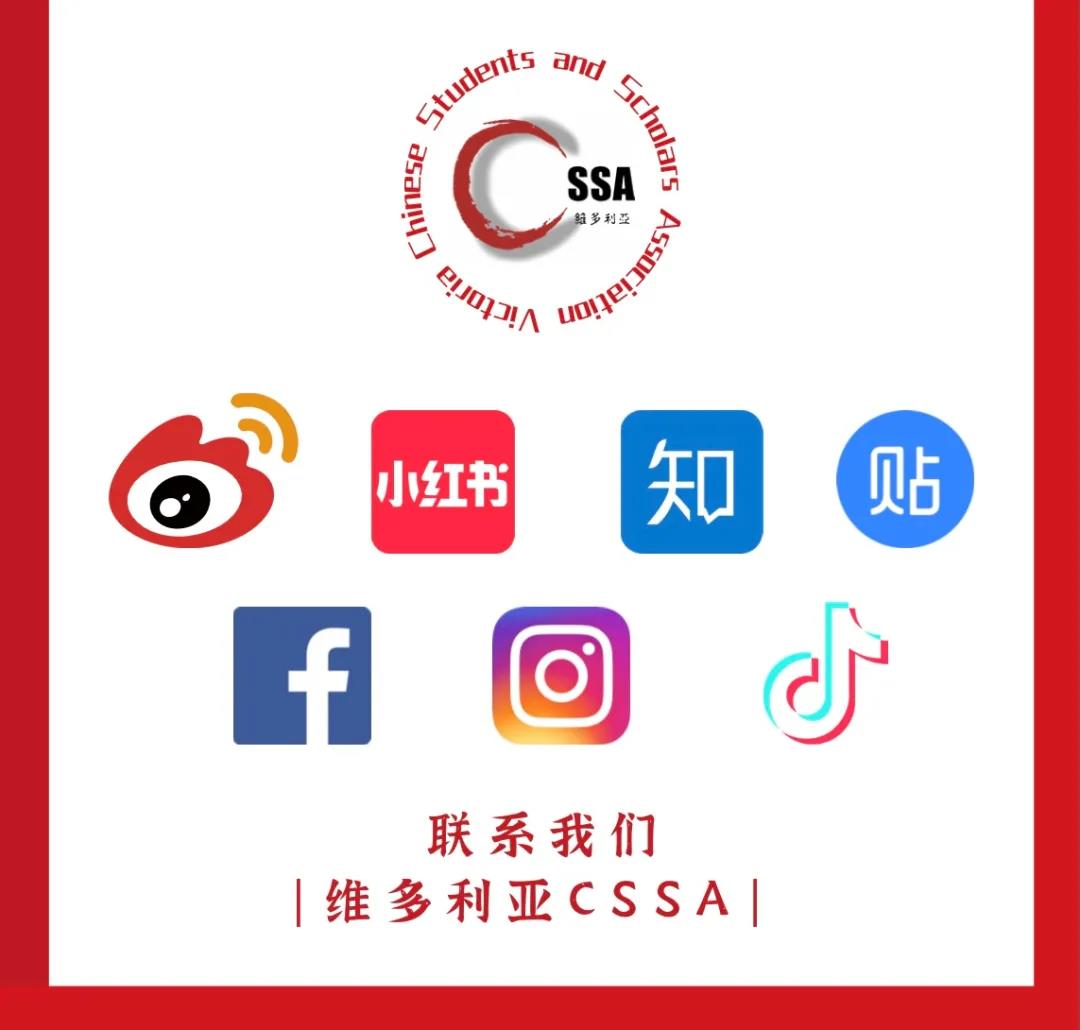 Chinese Students and Scholars Association Victoria
CSSA
維多利亞
小红书
知
贴
f
联系我们
|维多利亚CSSA|